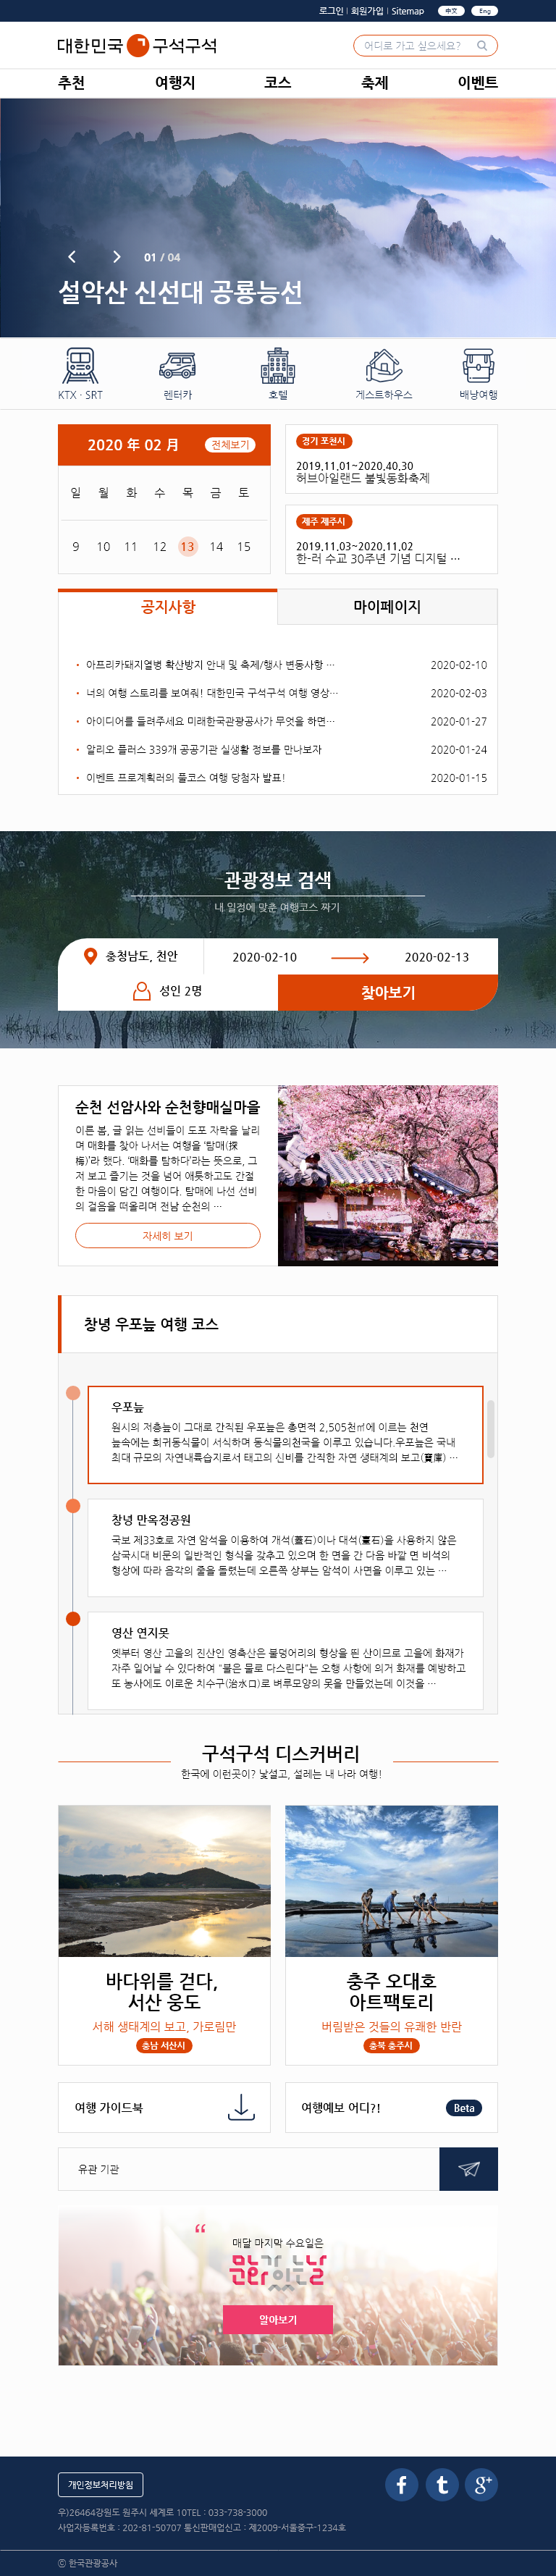 로그인 | 회원가입 | Sitemap 中文 Eng
대한민국 구석구석 어디로 가고 싶으세요?
추천 여행지 코스 축제 이벤트
01 / 04
설악산 신선대 공룡능선
KTX · SRT 렌터카 호텔 게스트하우스 배낭여행
2020 年 02 月 전체보기
일 월 화 수 목 금 토
9 10 11 12 13 14 15
경기 포천시
2019.11.01~2020.40.30
허브아일랜드 불빛동화축제
제주 제주시
2019.11.03~2020.11.02
한-러 수교 30주년 기념 디지털 ···
공지사항 마이페이지
아프리카돼지열병 확산방지 안내 및 축제/행사 변동사항 ··· 2020-02-10
너의 여행 스토리를 보여줘! 대한민국 구석구석 여행 영상··· 2020-02-03
아이디어를 들려주세요 미래한국관광공사가 무엇을 하면··· 2020-01-27
알리오 플러스 339개 공공기관 실생활 정보를 만나보자 2020-01-24
이벤트 프로계획러의 풀코스 여행 당첨자 발표! 2020-01-15
관광정보 검색
내 일정에 맞춘 여행코스 짜기
충청남도, 천안 2020-02-10 2020-02-13
성인 2명 찾아보기
순천 선암사와 순천향매실마을
이른 봄, 글 읽는 선비들이 도포 자락을 날리
며 매화를 찾아 나서는 여행을 '탐매(探
梅)'라 했다. '매화를 탐하다'라는 뜻으로, 그
저 보고 즐기는 것을 넘어 애틋하고도 간절
한 마음이 담긴 여행이다. 탐매에 나선 선비
의 걸음을 떠올리며 전남 순천의 ···
자세히 보기
창녕 우포늪 여행 코스
우포늪
원시의 저층늪이 그대로 간직된 우포늪은 총면적 2,505천㎡에 이르는 천연
늪속에는 희귀동식물이 서식하며 동식물의천국을 이루고 있습니다.우포늪은 국내
최대 규모의 자연내륙습지로서 태고의 신비를 간직한 자연 생태계의 보고(寶庫) ···
창녕 만옥정공원
국보 제33호로 자연 암석을 이용하여 개석(蓋石)이나 대석(臺石)을 사용하지 않은
삼국시대 비문의 일반적인 형식을 갖추고 있으며 한 면을 간 다음 바깥 면 비석의
형상에 따라 음각의 줄을 돌렸는데 오른쪽 상부는 암석이 사면을 이루고 있는 ···
영산 연지못
옛부터 영산 고을의 진산인 영축산은 불덩어리의 형상을 띈 산이므로 고을에 화재가
자주 일어날 수 있다하여 "불은 물로 다스린다"는 오행 사항에 의거 화재를 예방하고
또 농사에도 이로운 치수구(治水口)로 벼루모양의 못을 만들었는데 이것을 ···
구석구석 디스커버리
한국에 이런곳이? 낯설고, 설레는 내 나라 여행!
바다위를 걷다,
서산 웅도
서해 생태계의 보고, 가로림만
충남 서산시
충주 오대호
아트팩토리
버림받은 것들의 유쾌한 반란
충북 충주시
여행 가이드북 여행예보 어디?! Beta
유관 기관
“
매달 마지막 수요일은
문화가 있는 날
알아보기
개인정보처리방침
우)26464강원도 원주시 세계로 10TEL : 033-738-3000
사업자등록번호 : 202-81-50707 통신판매업신고 : 제2009-서울중구-1234호
ⓒ 한국관광공사